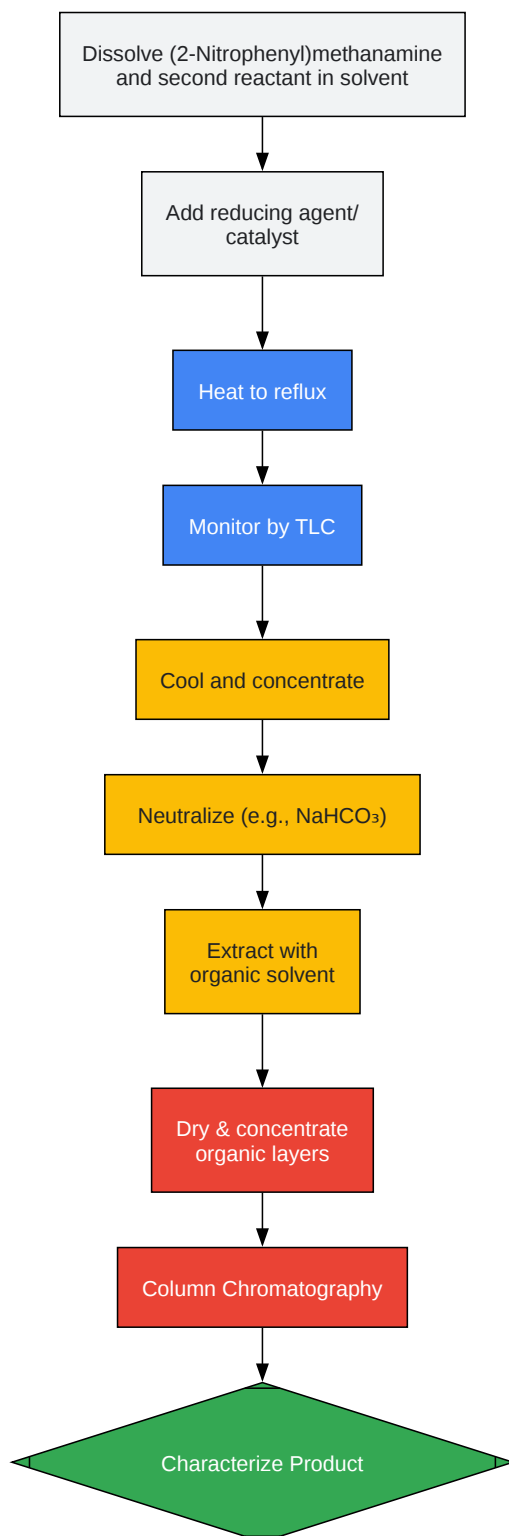 Dissolve (2-Nitrophenyl)methanamine
and second reactant in solvent
Add reducing agent/
catalyst
Heat to reflux
Monitor by TLC
Cool and concentrate
Neutralize (e.g., NaHCO₃)
Extract with
organic solvent
Dry & concentrate
organic layers
Column Chromatography
Characterize Product